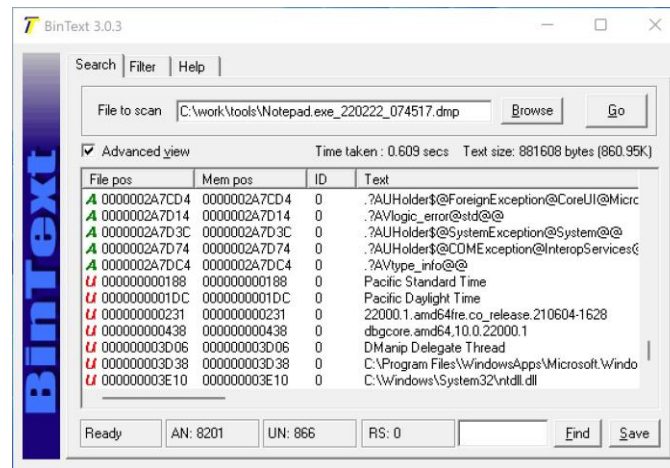 BinText 3.0.3
Search Filter Help
File to scan C:\work\tools\Notepad.exe_220222_074517.dmp Browse Go
Advanced view Time taken : 0.609 secs Text size: 881608 bytes (860.95K)
File pos Mem pos ID Text
A 0000002A7CD4 0000002A7CD4 0 .?AUHolder$@ForeignException@CoreUI@Micro
A 0000002A7D14 0000002A7D14 0 .?AVlogic_error@std@@
A 0000002A7D3C 0000002A7D3C 0 .?AUHolder$@SystemException@System@@
A 0000002A7D74 0000002A7D74 0 .?AUHolder$@COMException@InteropServices@
A 0000002A7DC4 0000002A7DC4 0 .?AVtype_info@@
U 000000000188 000000000188 0 Pacific Standard Time
U 0000000001DC 0000000001DC 0 Pacific Daylight Time
U 000000000231 000000000231 0 22000.1.amd64fre.co_release.210604-1628
U 000000000438 000000000438 0 dbgcore.amd64,10.0.22000.1
U 000000003D06 000000003D06 0 DManip Delegate Thread
U 000000003D38 000000003D38 0 C:\Program Files\WindowsApps\Microsoft.Windo
U 000000003E10 000000003E10 0 C:\Windows\System32\ntdll.dll
BinText
Ready AN: 8201 UN: 866 RS: 0 Find Save